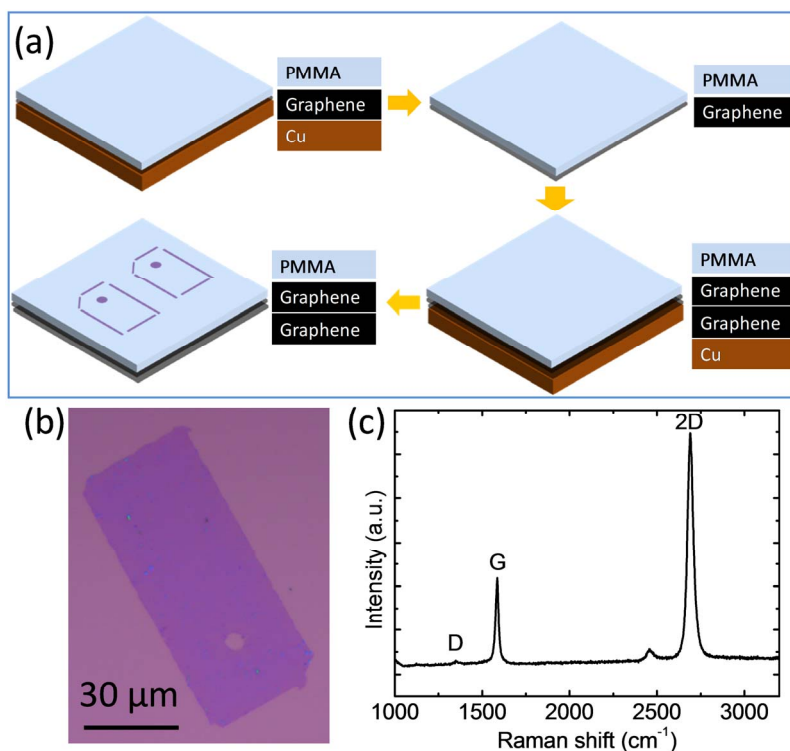 (a)
PMMA
Graphene
Cu
PMMA
Graphene
PMMA
Graphene
Graphene
PMMA
Graphene
Graphene
Cu
(b)
30 μm
(c)
2D
G
D
Intensity (a.u.)
1000 1500 2000 2500 3000
Raman shift (cm⁻¹)